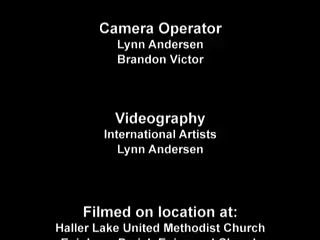 Camera Operator
Lynn Andersen
Brandon Victor
Videography
International Artists
Lynn Andersen
Filmed on location at:
Haller Lake United Methodist Church